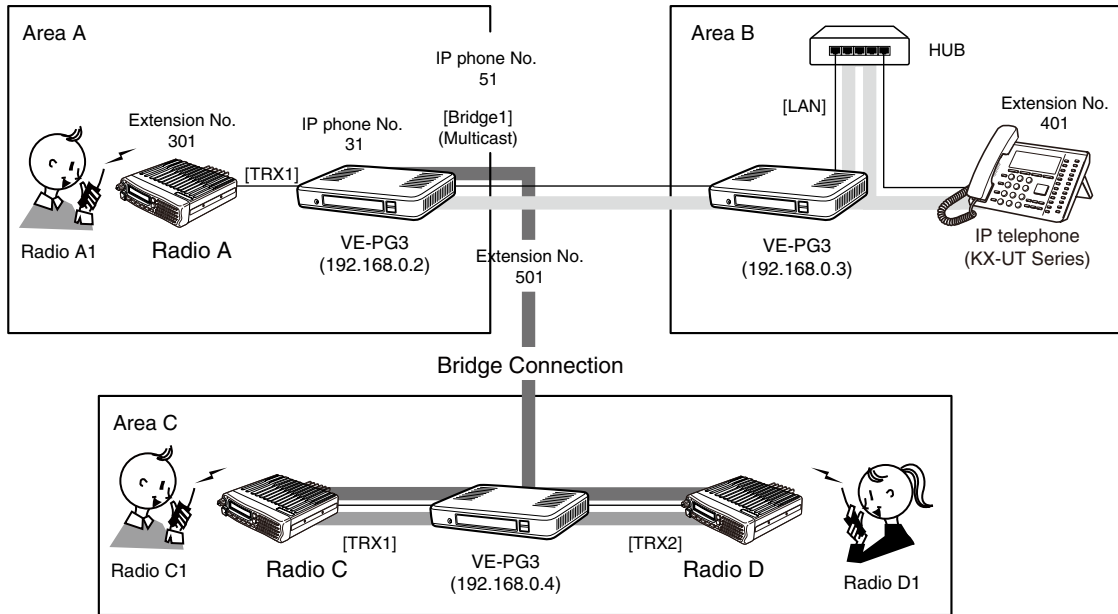 Area A
IP phone No.
51
[Bridge1]
(Multicast)
Extension No.
301
IP phone No.
31
[TRX1]
Radio A1
Radio A
VE-PG3
(192.168.0.2)
Extension No.
501
Area B
HUB
[LAN]
Extension No.
401
VE-PG3
(192.168.0.3)
IP telephone
(KX-UT Series)
Bridge Connection
Area C
Radio C1
Radio C
[TRX1]
VE-PG3
(192.168.0.4)
[TRX2]
Radio D
Radio D1